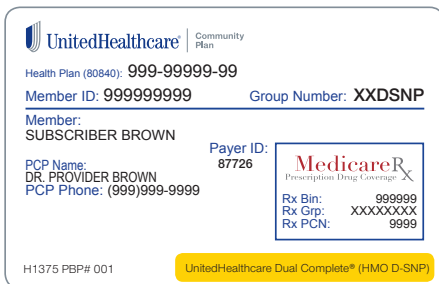 UnitedHealthcare® Community Plan
Health Plan (80840): 999-99999-99
Member ID: 999999999 Group Number: XXDSNP
Member:
SUBSCRIBER BROWN
Payer ID:
87726
PCP Name:
DR. PROVIDER BROWN
PCP Phone: (999)999-9999
MedicareRx
Prescription Drug Coverage
Rx Bin: 999999
Rx Grp: XXXXXXXX
Rx PCN: 9999
H1375 PBP# 001
UnitedHealthcare Dual Complete® (HMO D-SNP)